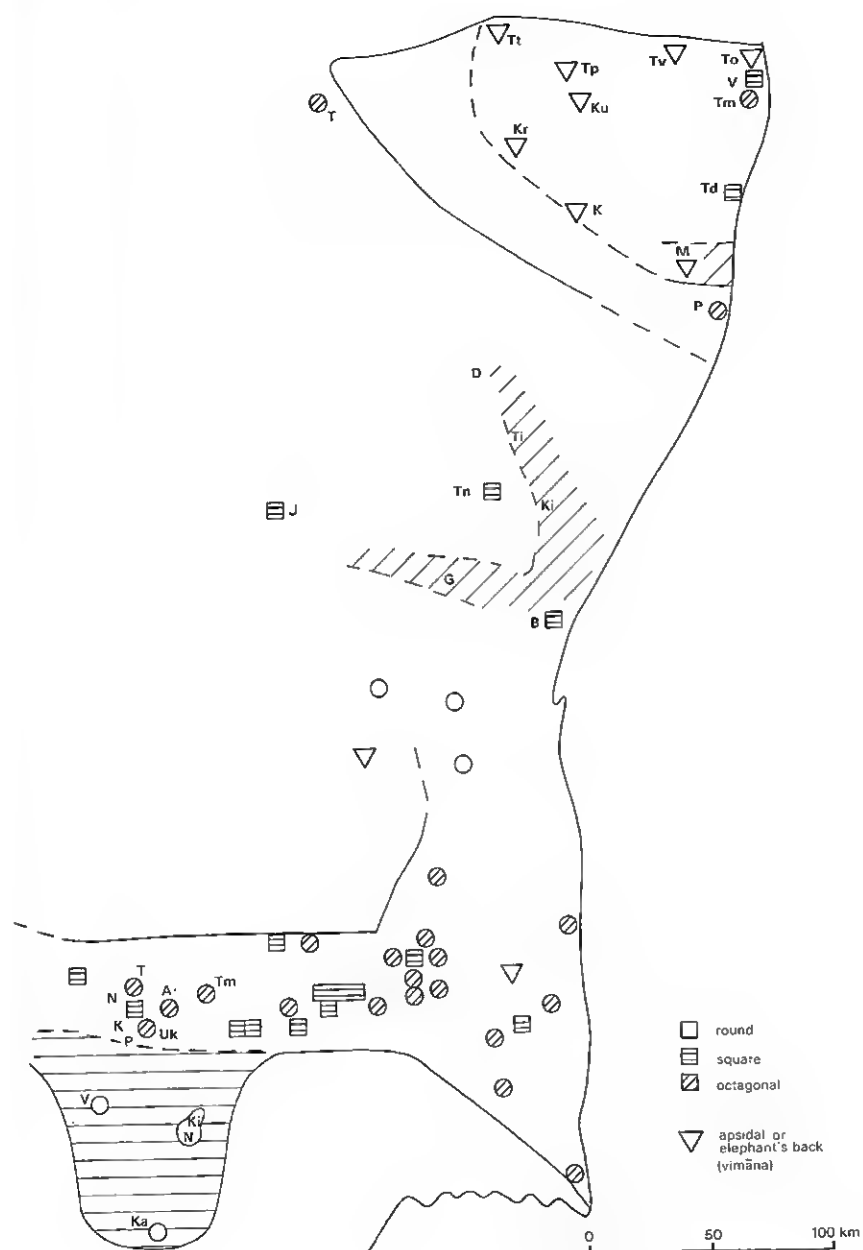 Tt
Tv To
Tp V
Ku Tm
T
Kr
Td
K
M
P
D
Ti
Tn Ki
J
G
B
T
N A Tm
K Uk
P
V
Ki
N
Ka
round
square
octagonal
apsidal or
elephant's back
(vimāna)
0 50 100 km